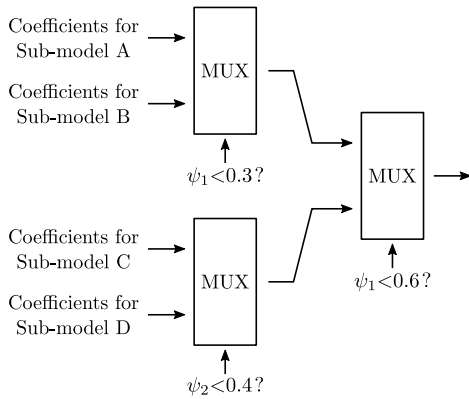 Coefficients for
Sub-model A
MUX
Coefficients for
Sub-model B
ψ₁<0.3?
MUX
Coefficients for
Sub-model C
MUX
ψ₁<0.6?
Coefficients for
Sub-model D
ψ₂<0.4?